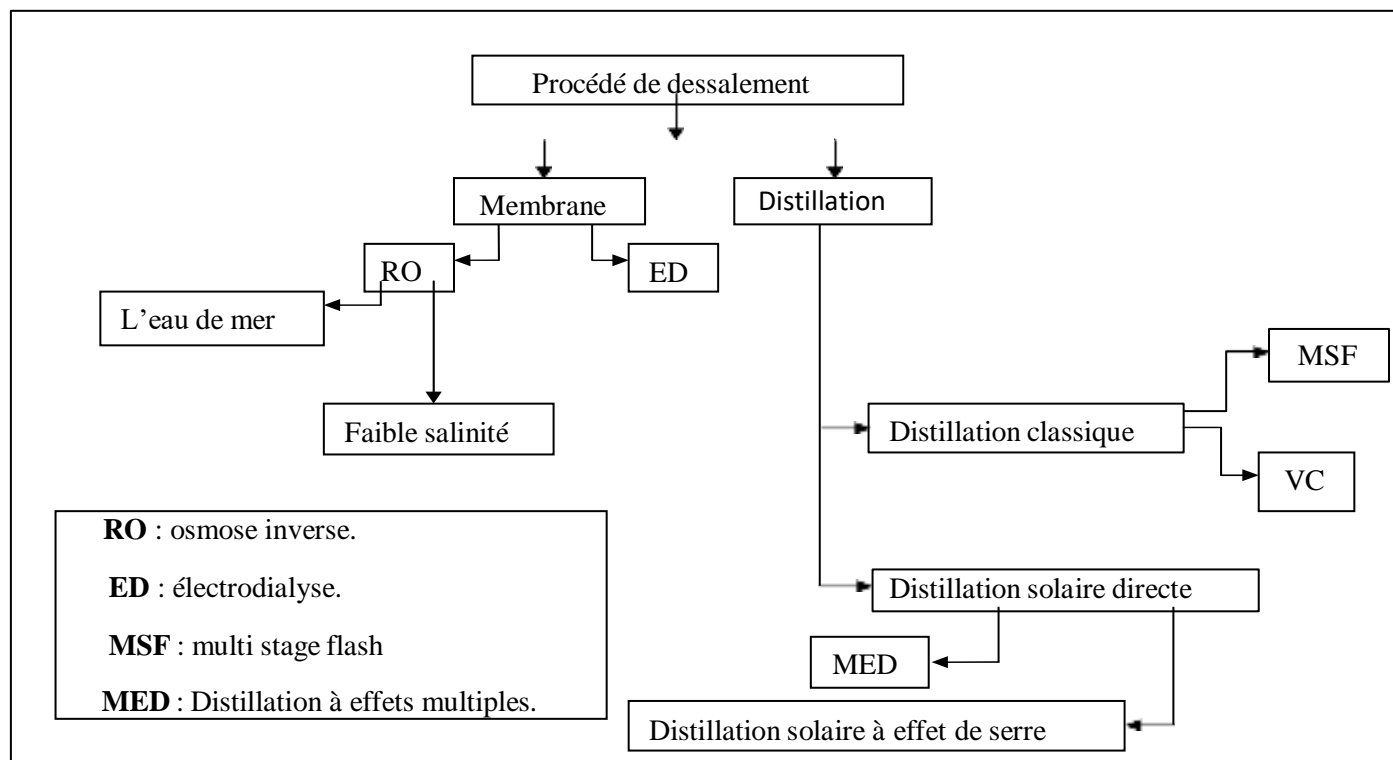 Procédé de dessalement
Membrane
Distillation
RO
ED
L’eau de mer
MSF
Faible salinité
Distillation classique
VC
RO : osmose inverse.
ED : électrodialyse.
MSF : multi stage flash
MED : Distillation à effets multiples.
Distillation solaire directe
MED
Distillation solaire à effet de serre